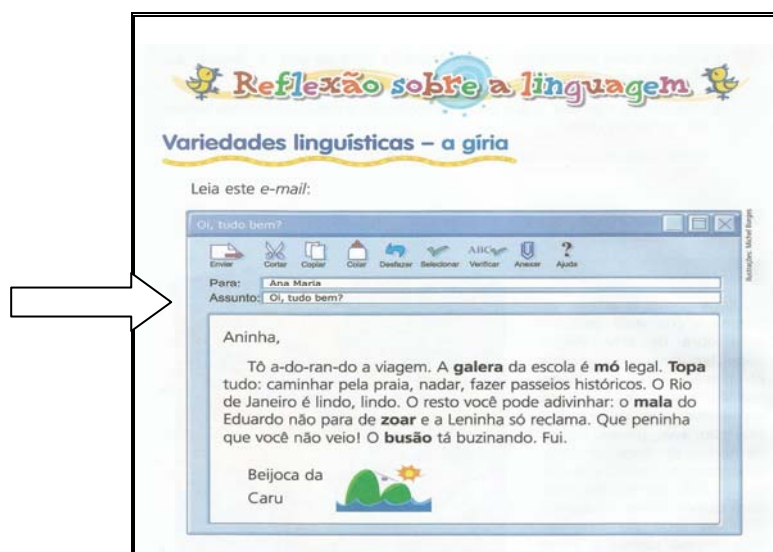 Reflexão sobre a linguagem
Variedades linguísticas – a gíria
Leia este e-mail:
Oi, tudo bem?
Enviar Cortar Copiar Colar Desfazer Selecionar Verificar Anexar Ajuda
ABC
?
Para: Ana Maria
Assunto: Oi, tudo bem?
Aninha,
Tô a-do-ran-do a viagem. A galera da escola é mó legal. Topa
tudo: caminhar pela praia, nadar, fazer passeios históricos. O Rio
de Janeiro é lindo, lindo. O resto você pode adivinhar: o mala do
Eduardo não para de zoar e a Leninha só reclama. Que peninha
que você não veio! O busão tá buzinando. Fui.
Beijoca da
Caru
Ilustrações: Michel Borges